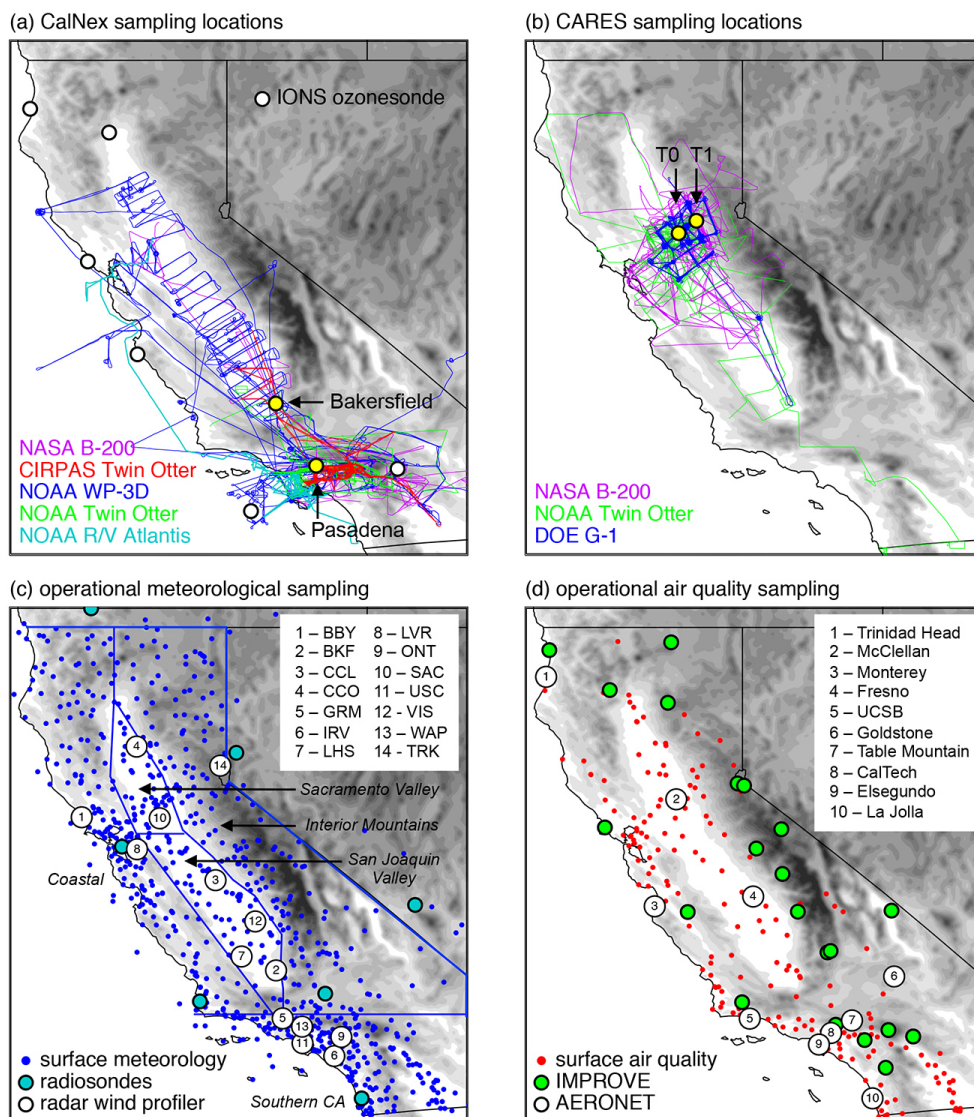 (a) CalNex sampling locations
IONS ozonesonde
Bakersfield
NASA B-200
CIRPAS Twin Otter
NOAA WP-3D
NOAA Twin Otter
NOAA R/V Atlantis
Pasadena
(b) CARES sampling locations
T0 T1
NASA B-200
NOAA Twin Otter
DOE G-1
(c) operational meteorological sampling
1 – BBY 8 – LVR
2 – BKF 9 – ONT
3 – CCL 10 – SAC
4 – CCO 11 – USC
5 – GRM 12 - VIS
6 – IRV 13 – WAP
7 – LHS 14 – TRK
4
14
Sacramento Valley
1
10
Interior Mountains
8
San Joaquin
Valley
Coastal
3
12
7
2
5
13
9
11
6
surface meteorology
radiosondes
radar wind profiler
Southern CA
(d) operational air quality sampling
1 – Trinidad Head
2 – McClellan
3 – Monterey
4 – Fresno
5 – UCSB
6 – Goldstone
7 – Table Mountain
8 – CalTech
9 – Elsegundo
10 – La Jolla
1
2
4
3
6
5
7
8
9
surface air quality
IMPROVE
AERONET
10